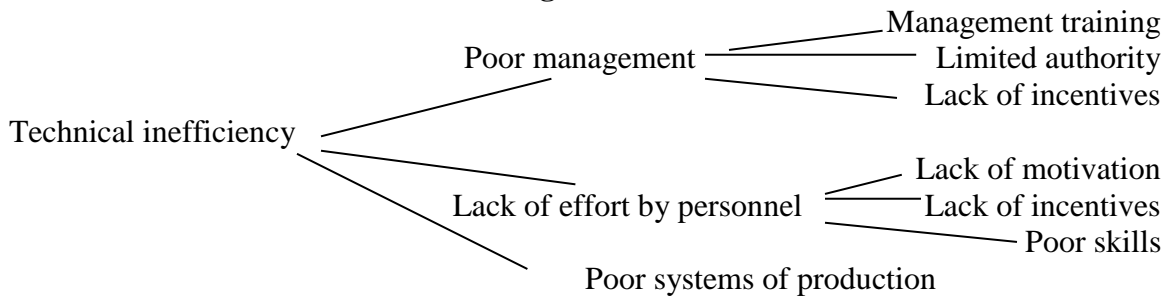 Management training
Poor management
Limited authority
Lack of incentives
Technical inefficiency
Lack of motivation
Lack of effort by personnel
Lack of incentives
Poor skills
Poor systems of production